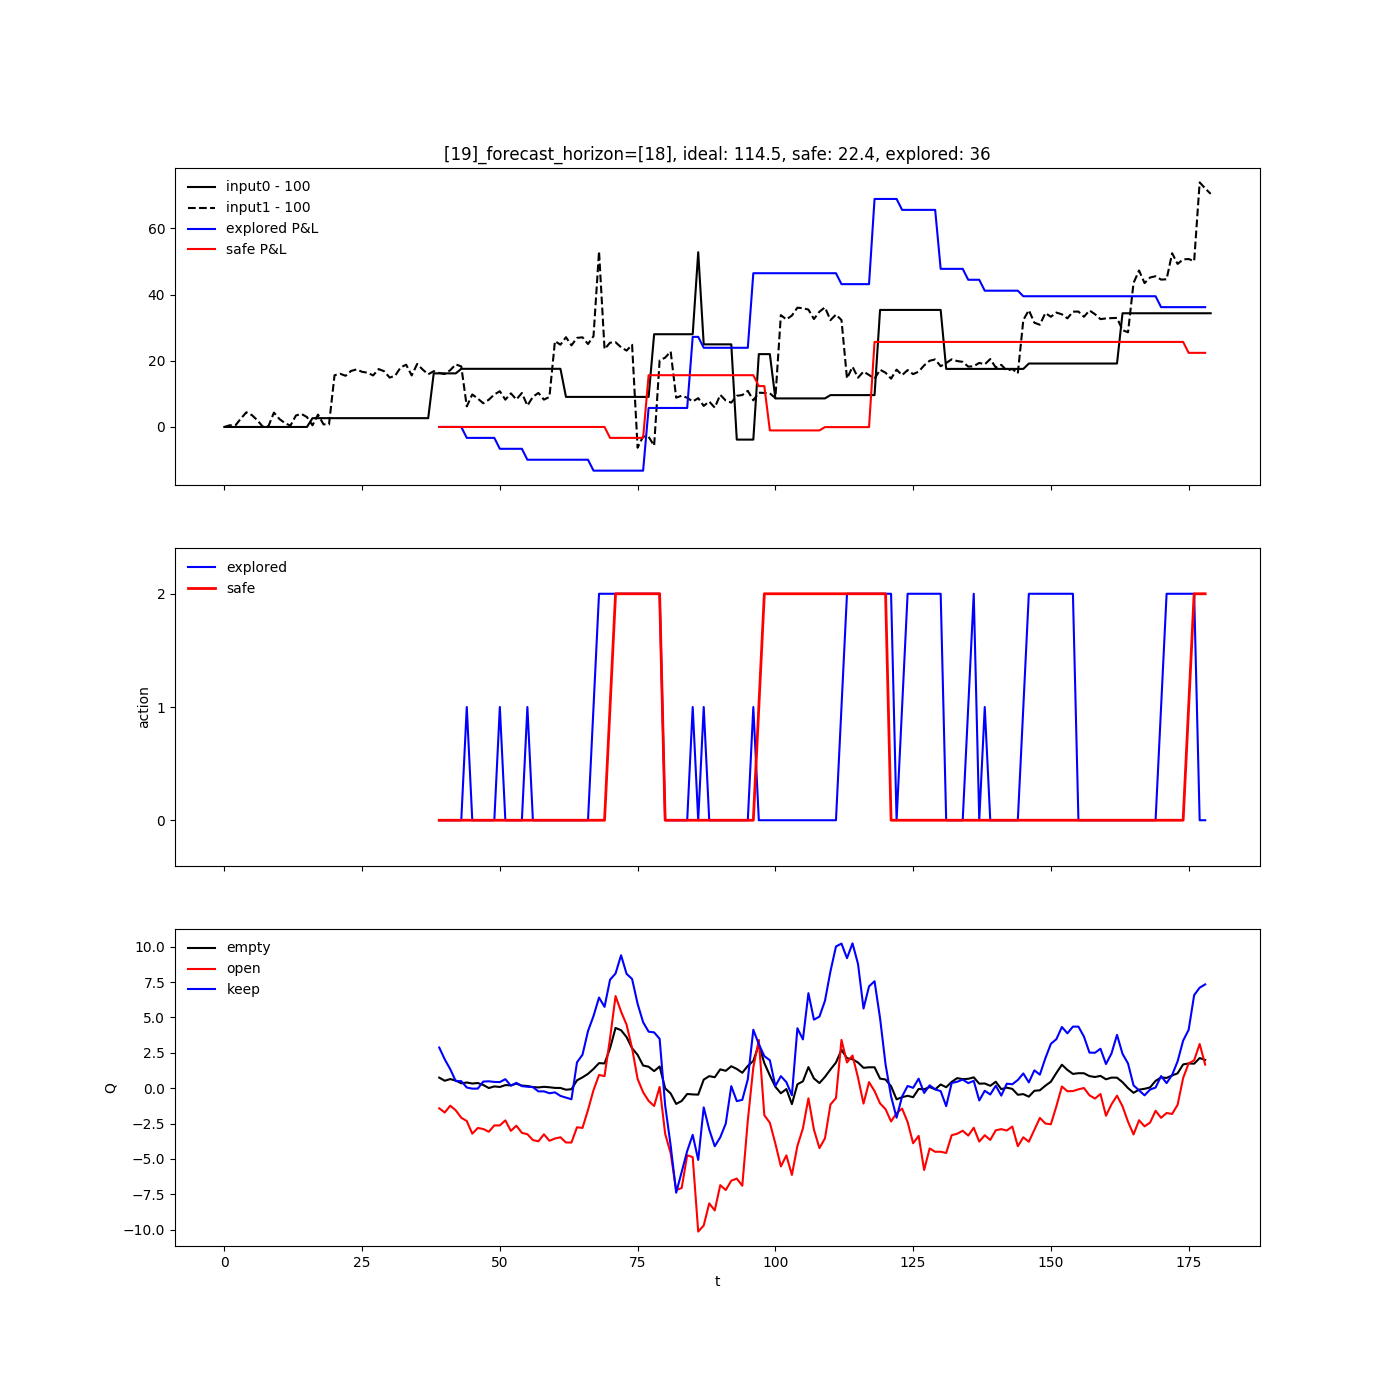 [19]_forecast_horizon=[18], ideal: 114.5, safe: 22.4, explored: 36
input0 - 100
input1 - 100
explored P&L
safe P&L
60
40
20
0
explored
safe
2
1
0
action
empty
open
keep
10.0
7.5
5.0
2.5
0.0
−2.5
−5.0
−7.5
−10.0
Q
0 25 50 75 100 125 150 175
t